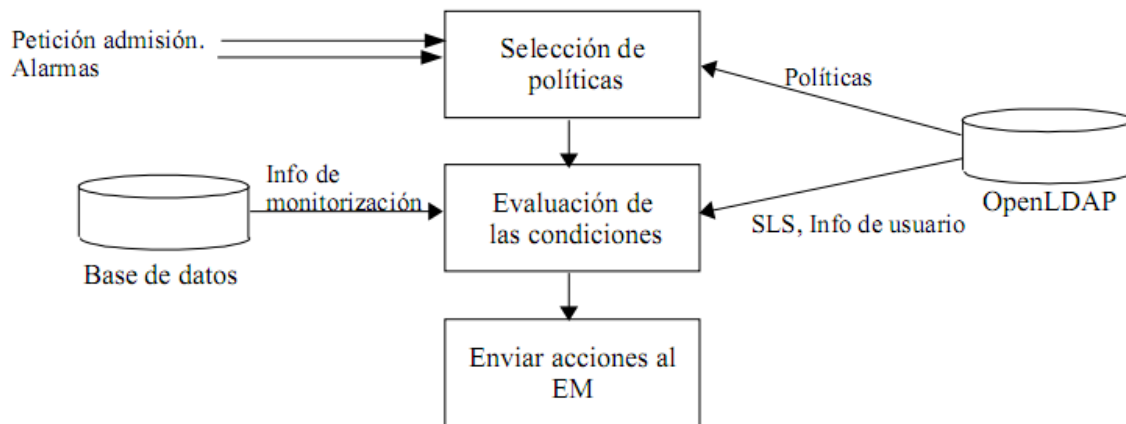 Petición admisión.
Alarmas
Selección de
políticas
Políticas
OpenLDAP
Info de
monitorización
Base de datos
Evaluación de
las condiciones
SLS, Info de usuario
Enviar acciones al
EM